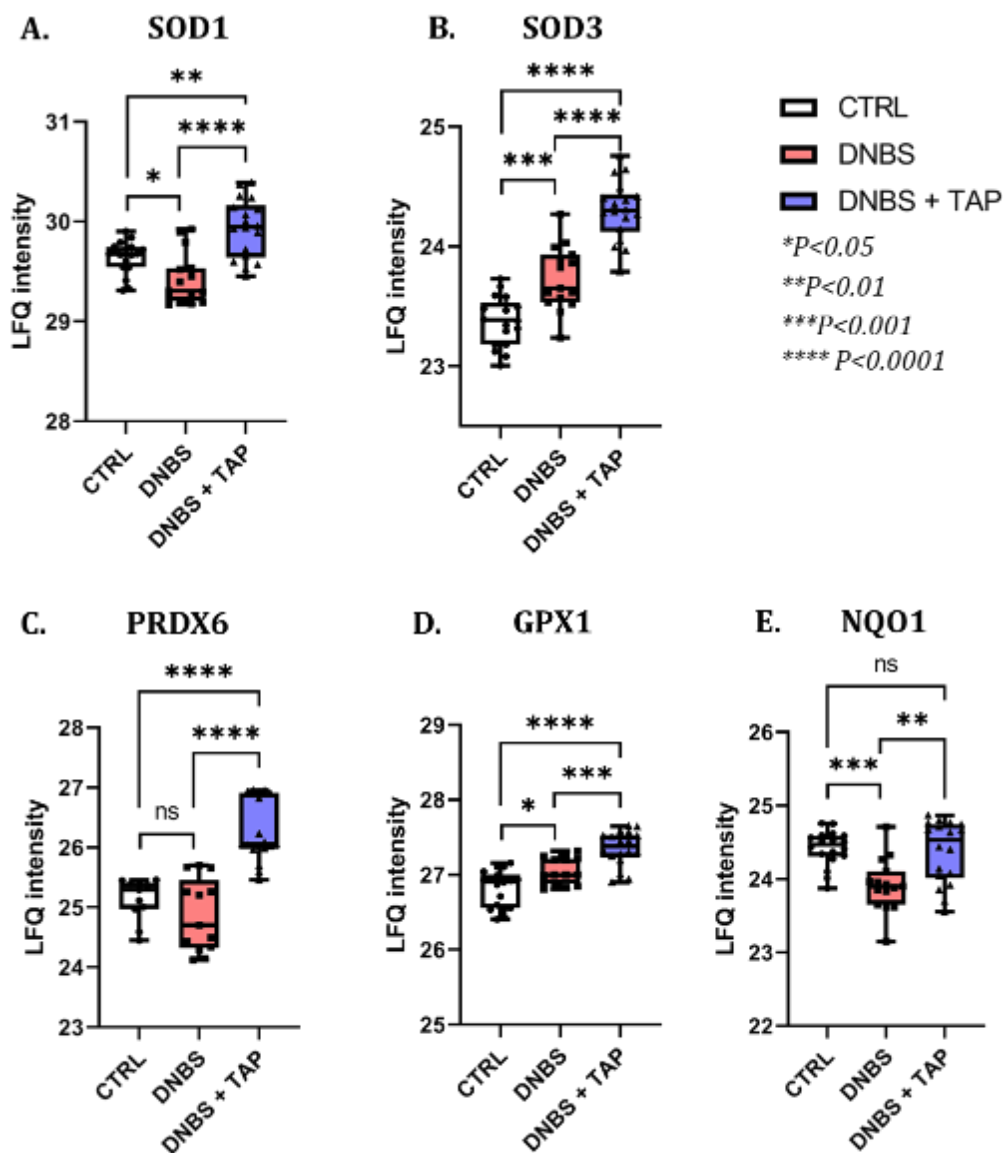 A. SOD1
**
****
*
LFQ intensity
31
30
29
28
CTRL
DNBS
DNBS + TAP
B. SOD3
****
****
***
LFQ intensity
25
24
23
CTRL
DNBS
DNBS + TAP
CTRL
DNBS
DNBS + TAP
*P<0.05
**P<0.01
***P<0.001
**** P<0.0001
C. PRDX6
****
****
ns
LFQ intensity
28
27
26
25
24
23
CTRL
DNBS
DNBS + TAP
D. GPX1
****
***
*
LFQ intensity
29
28
27
26
25
CTRL
DNBS
DNBS + TAP
E. NQO1
ns
**
***
LFQ intensity
26
25
24
23
22
CTRL
DNBS
DNBS + TAP